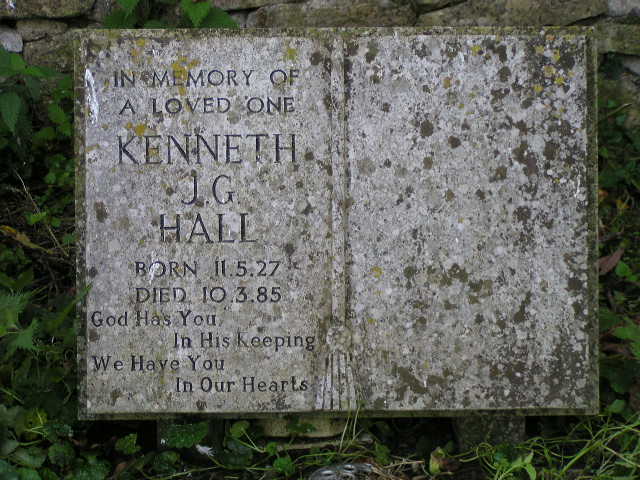 IN MEMORY OF
A LOVED ONE
KENNETH
J G
HALL
BORN 11.5.27
DIED 10.3.85
God Has You
In His Keeping
We Have You
In Our Hearts